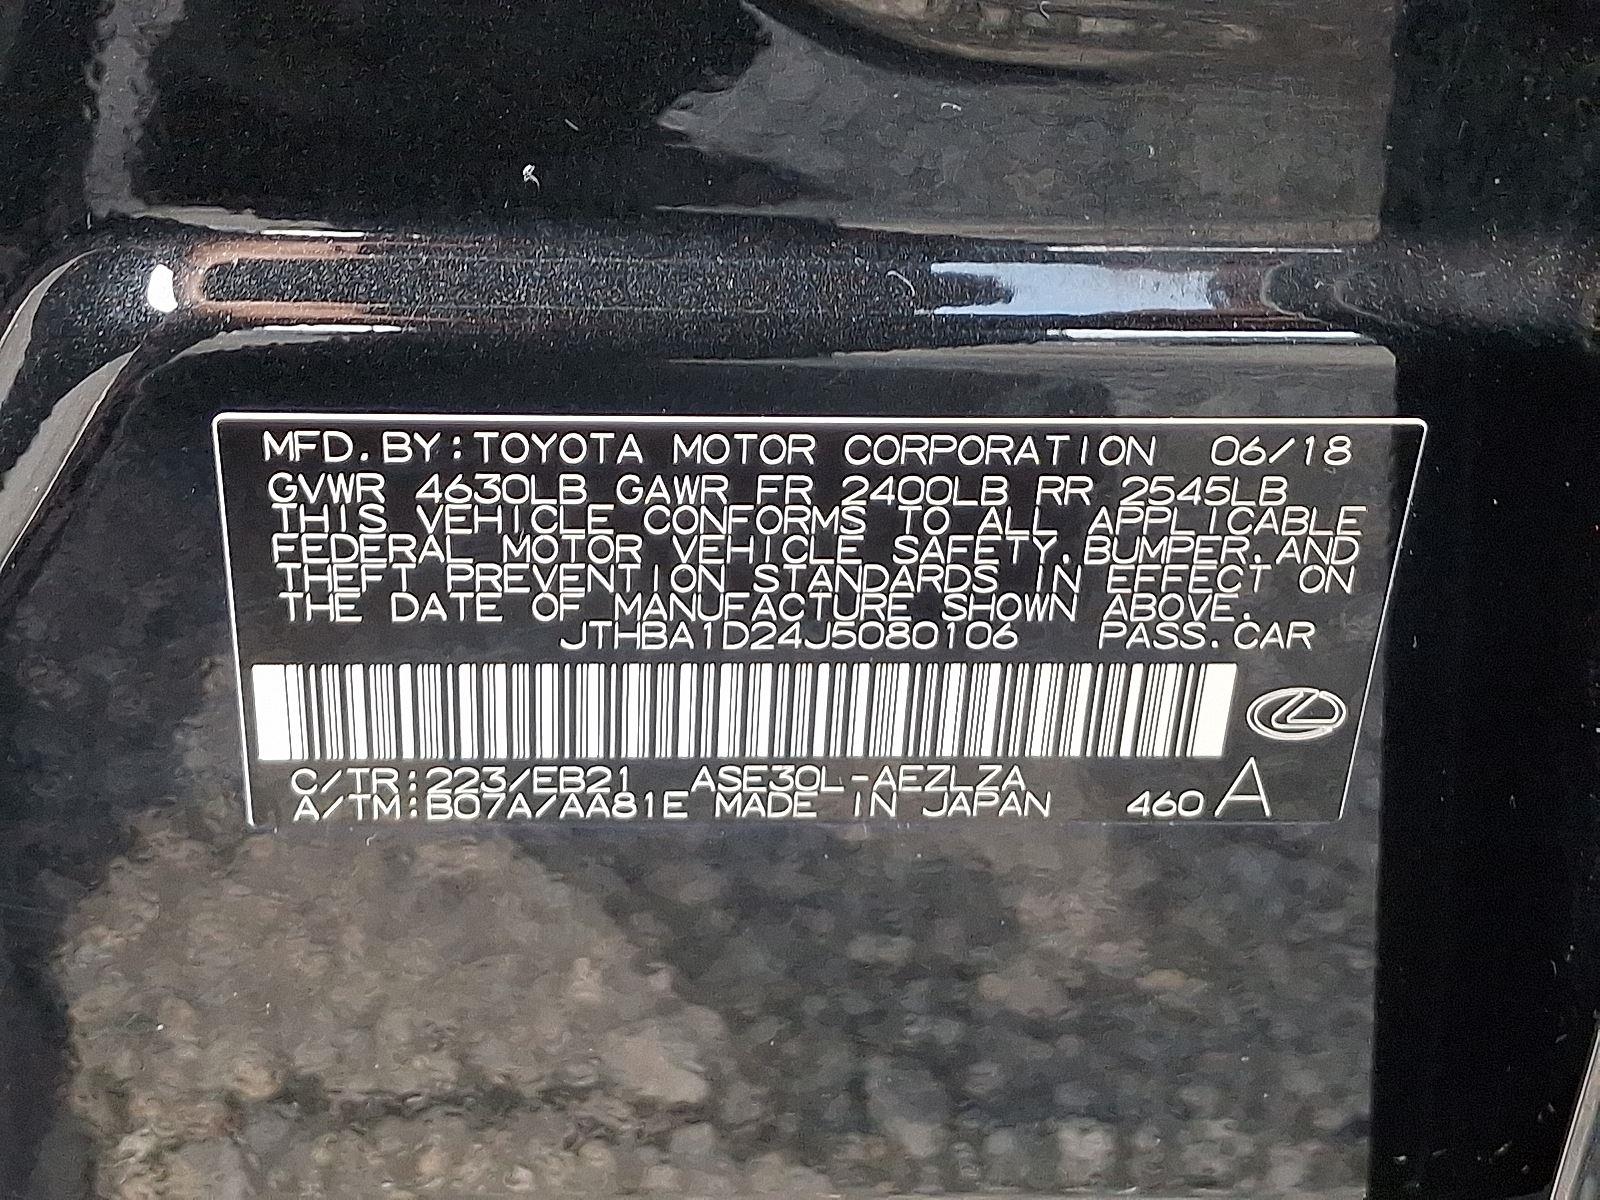 MFD. BY: TOYOTA MOTOR CORPORATION 06/18
GVWR 4630LB GAWR FR 2400LB RR 2545LB
THIS VEHICLE CONFORMS TO ALL APPLICABLE
FEDERAL MOTOR VEHICLE SAFETY, BUMPER, AND
THEFT PREVENTION STANDARDS IN EFFECT ON
THE DATE OF MANUFACTURE SHOWN ABOVE.
JTHBA1D24J5080106 PASS. CAR
C/TR: 223/EB21 ASE30L-AEZLZA
A/TM: B07A/AA81E MADE IN JAPAN 460 A